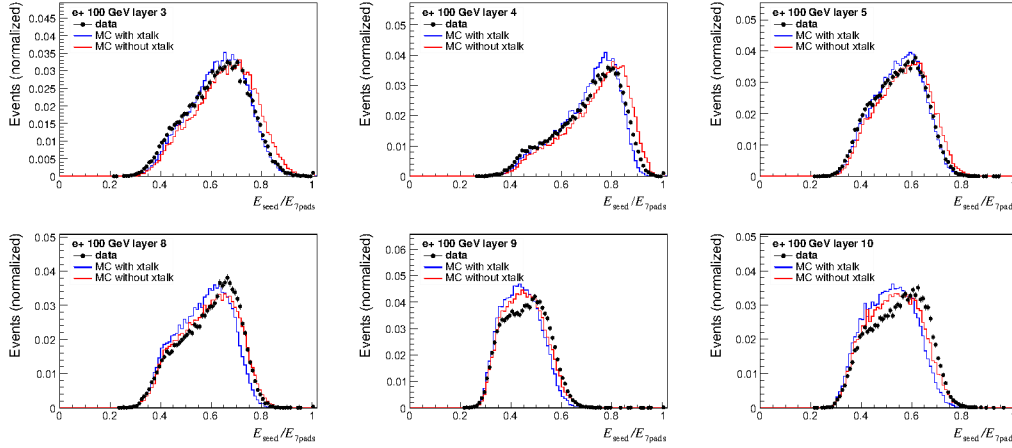 e+ 100 GeV layer 3
data
MC with xtalk
MC without xtalk
Events (normalized)
0.045
0.04
0.035
0.03
0.025
0.02
0.015
0.01
0.005
0
0 0.2 0.4 0.6 0.8 1
E_seed/E_7pads
e+ 100 GeV layer 4
data
MC with xtalk
MC without xtalk
Events (normalized)
0.05
0.04
0.03
0.02
0.01
0
0 0.2 0.4 0.6 0.8 1
E_seed/E_7pads
e+ 100 GeV layer 5
data
MC with xtalk
MC without xtalk
Events (normalized)
0.05
0.04
0.03
0.02
0.01
0
0 0.2 0.4 0.6 0.8 1
E_seed/E_7pads
e+ 100 GeV layer 8
data
MC with xtalk
MC without xtalk
Events (normalized)
0.05
0.04
0.03
0.02
0.01
0
0 0.2 0.4 0.6 0.8 1
E_seed/E_7pads
e+ 100 GeV layer 9
data
MC with xtalk
MC without xtalk
Events (normalized)
0.06
0.05
0.04
0.03
0.02
0.01
0
0 0.2 0.4 0.6 0.8 1
E_seed/E_7pads
e+ 100 GeV layer 10
data
MC with xtalk
MC without xtalk
Events (normalized)
0.05
0.04
0.03
0.02
0.01
0
0 0.2 0.4 0.6 0.8 1
E_seed/E_7pads